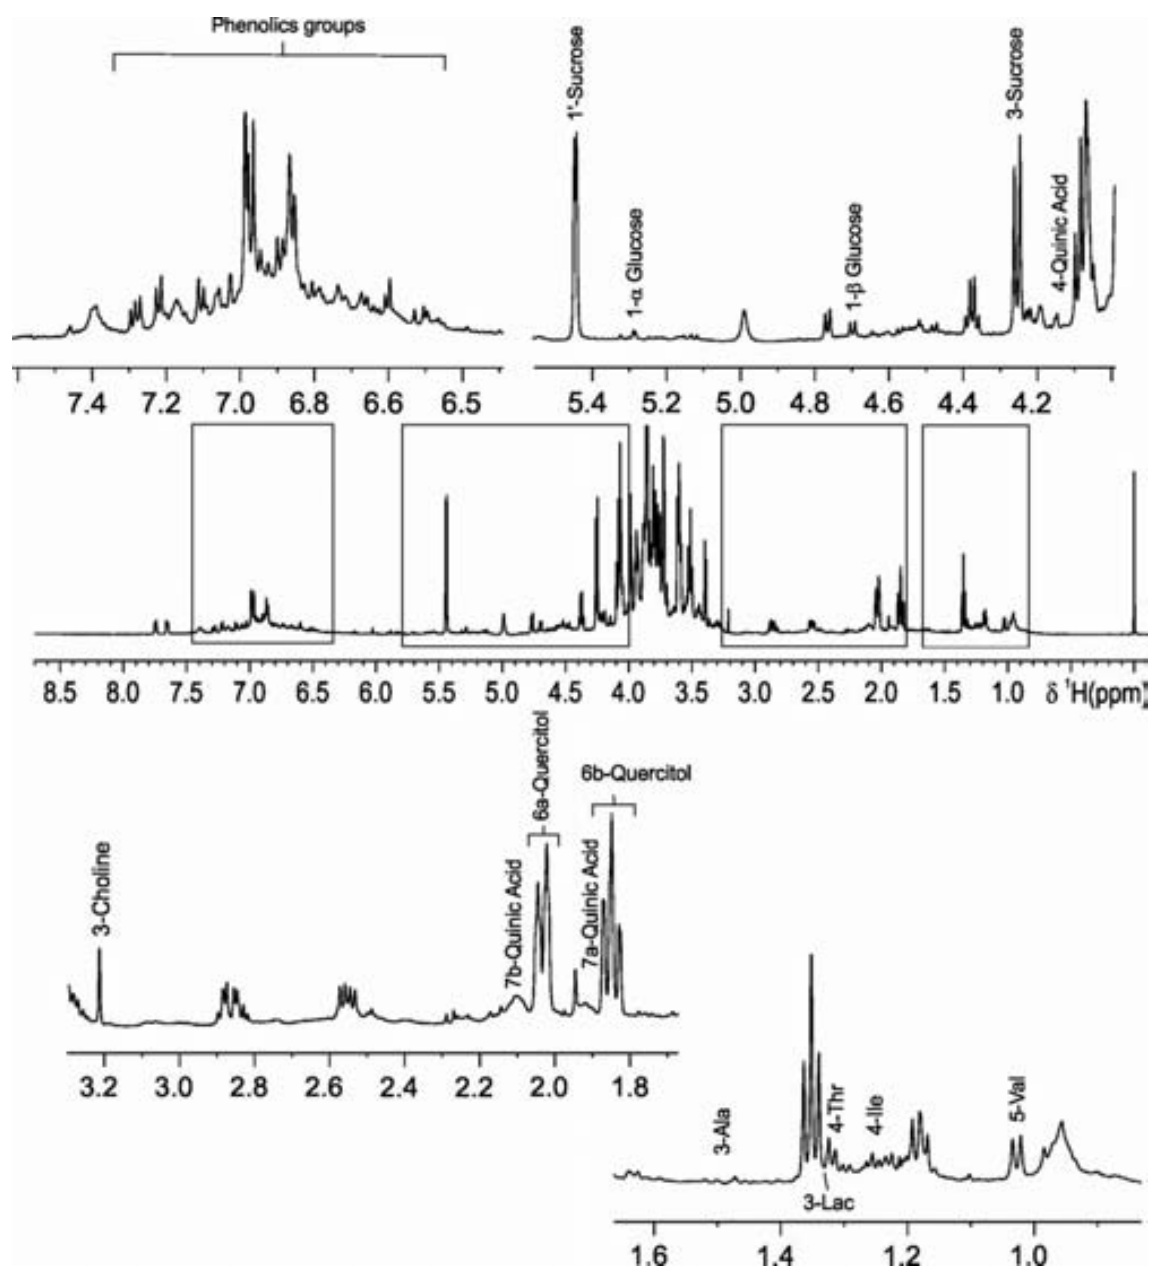 Phenolics groups
1'-Sucrose
1-α Glucose
1-β Glucose
3-Sucrose
4-Quinic Acid
7.4 7.2 7.0 6.8 6.6 6.5
5.4 5.2 5.0 4.8 4.6 4.4 4.2
8.5 8.0 7.5 7.0 6.5 6.0 5.5 5.0 4.5 4.0 3.5 3.0 2.5 2.0 1.5 1.0 δ ¹H(ppm)
3-Choline
7b-Quinic Acid
6a-Quercitol
7a-Quinic Acid
6b-Quercitol
3.2 3.0 2.8 2.6 2.4 2.2 2.0 1.8
3-Ala
3-Lac
4-Thr
4-Ile
5-Val
1.6 1.4 1.2 1.0